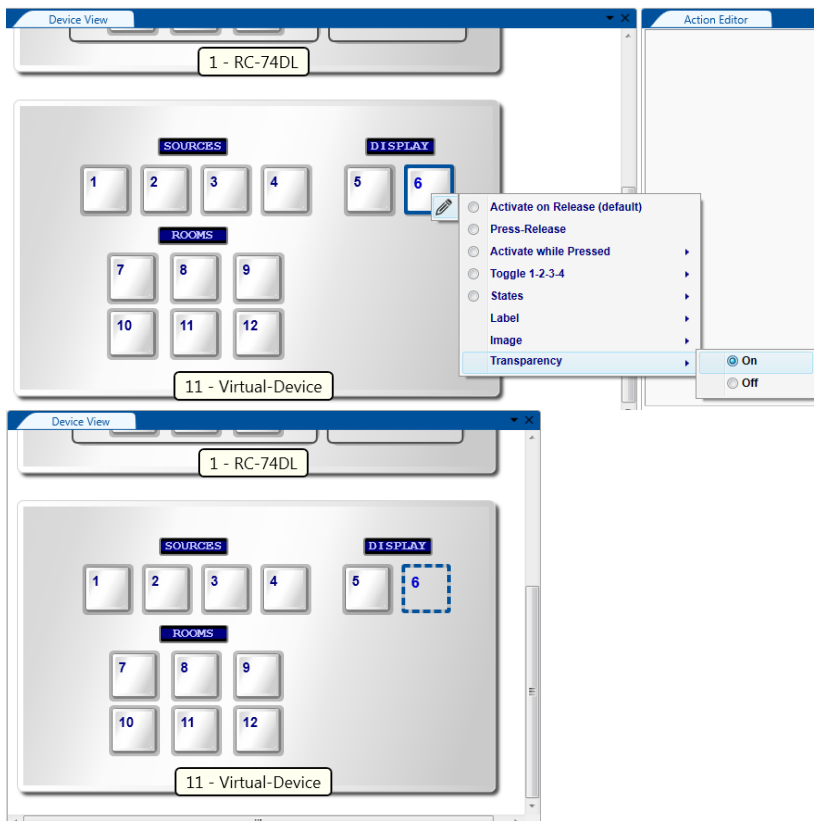 Device View
Action Editor
1 - RC-74DL
SOURCES
DISPLAY
1 2 3 4 5 6
Activate on Release (default)
Press-Release
ROOMS
Activate while Pressed
7 8 9
Toggle 1-2-3-4
States
10 11 12
Label
Image
Transparency
On
Off
11 - Virtual-Device
Device View
1 - RC-74DL
SOURCES
DISPLAY
1 2 3 4 5 6
ROOMS
7 8 9
10 11 12
11 - Virtual-Device